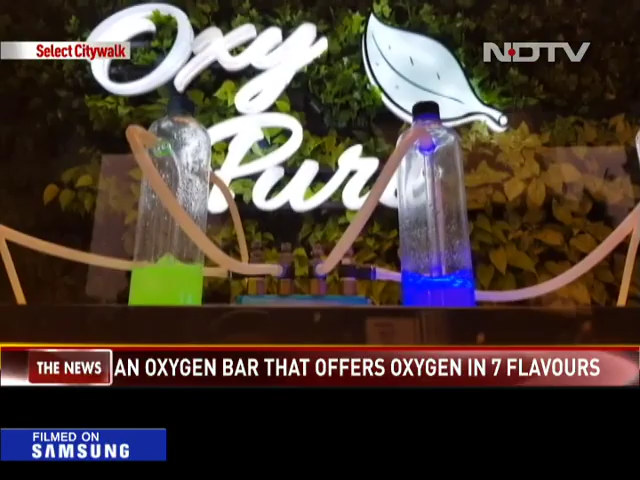 Select Citywalk
NDTV
Oxy
Pure
THE NEWS
AN OXYGEN BAR THAT OFFERS OXYGEN IN 7 FLAVOURS
FILMED ON
SAMSUNG